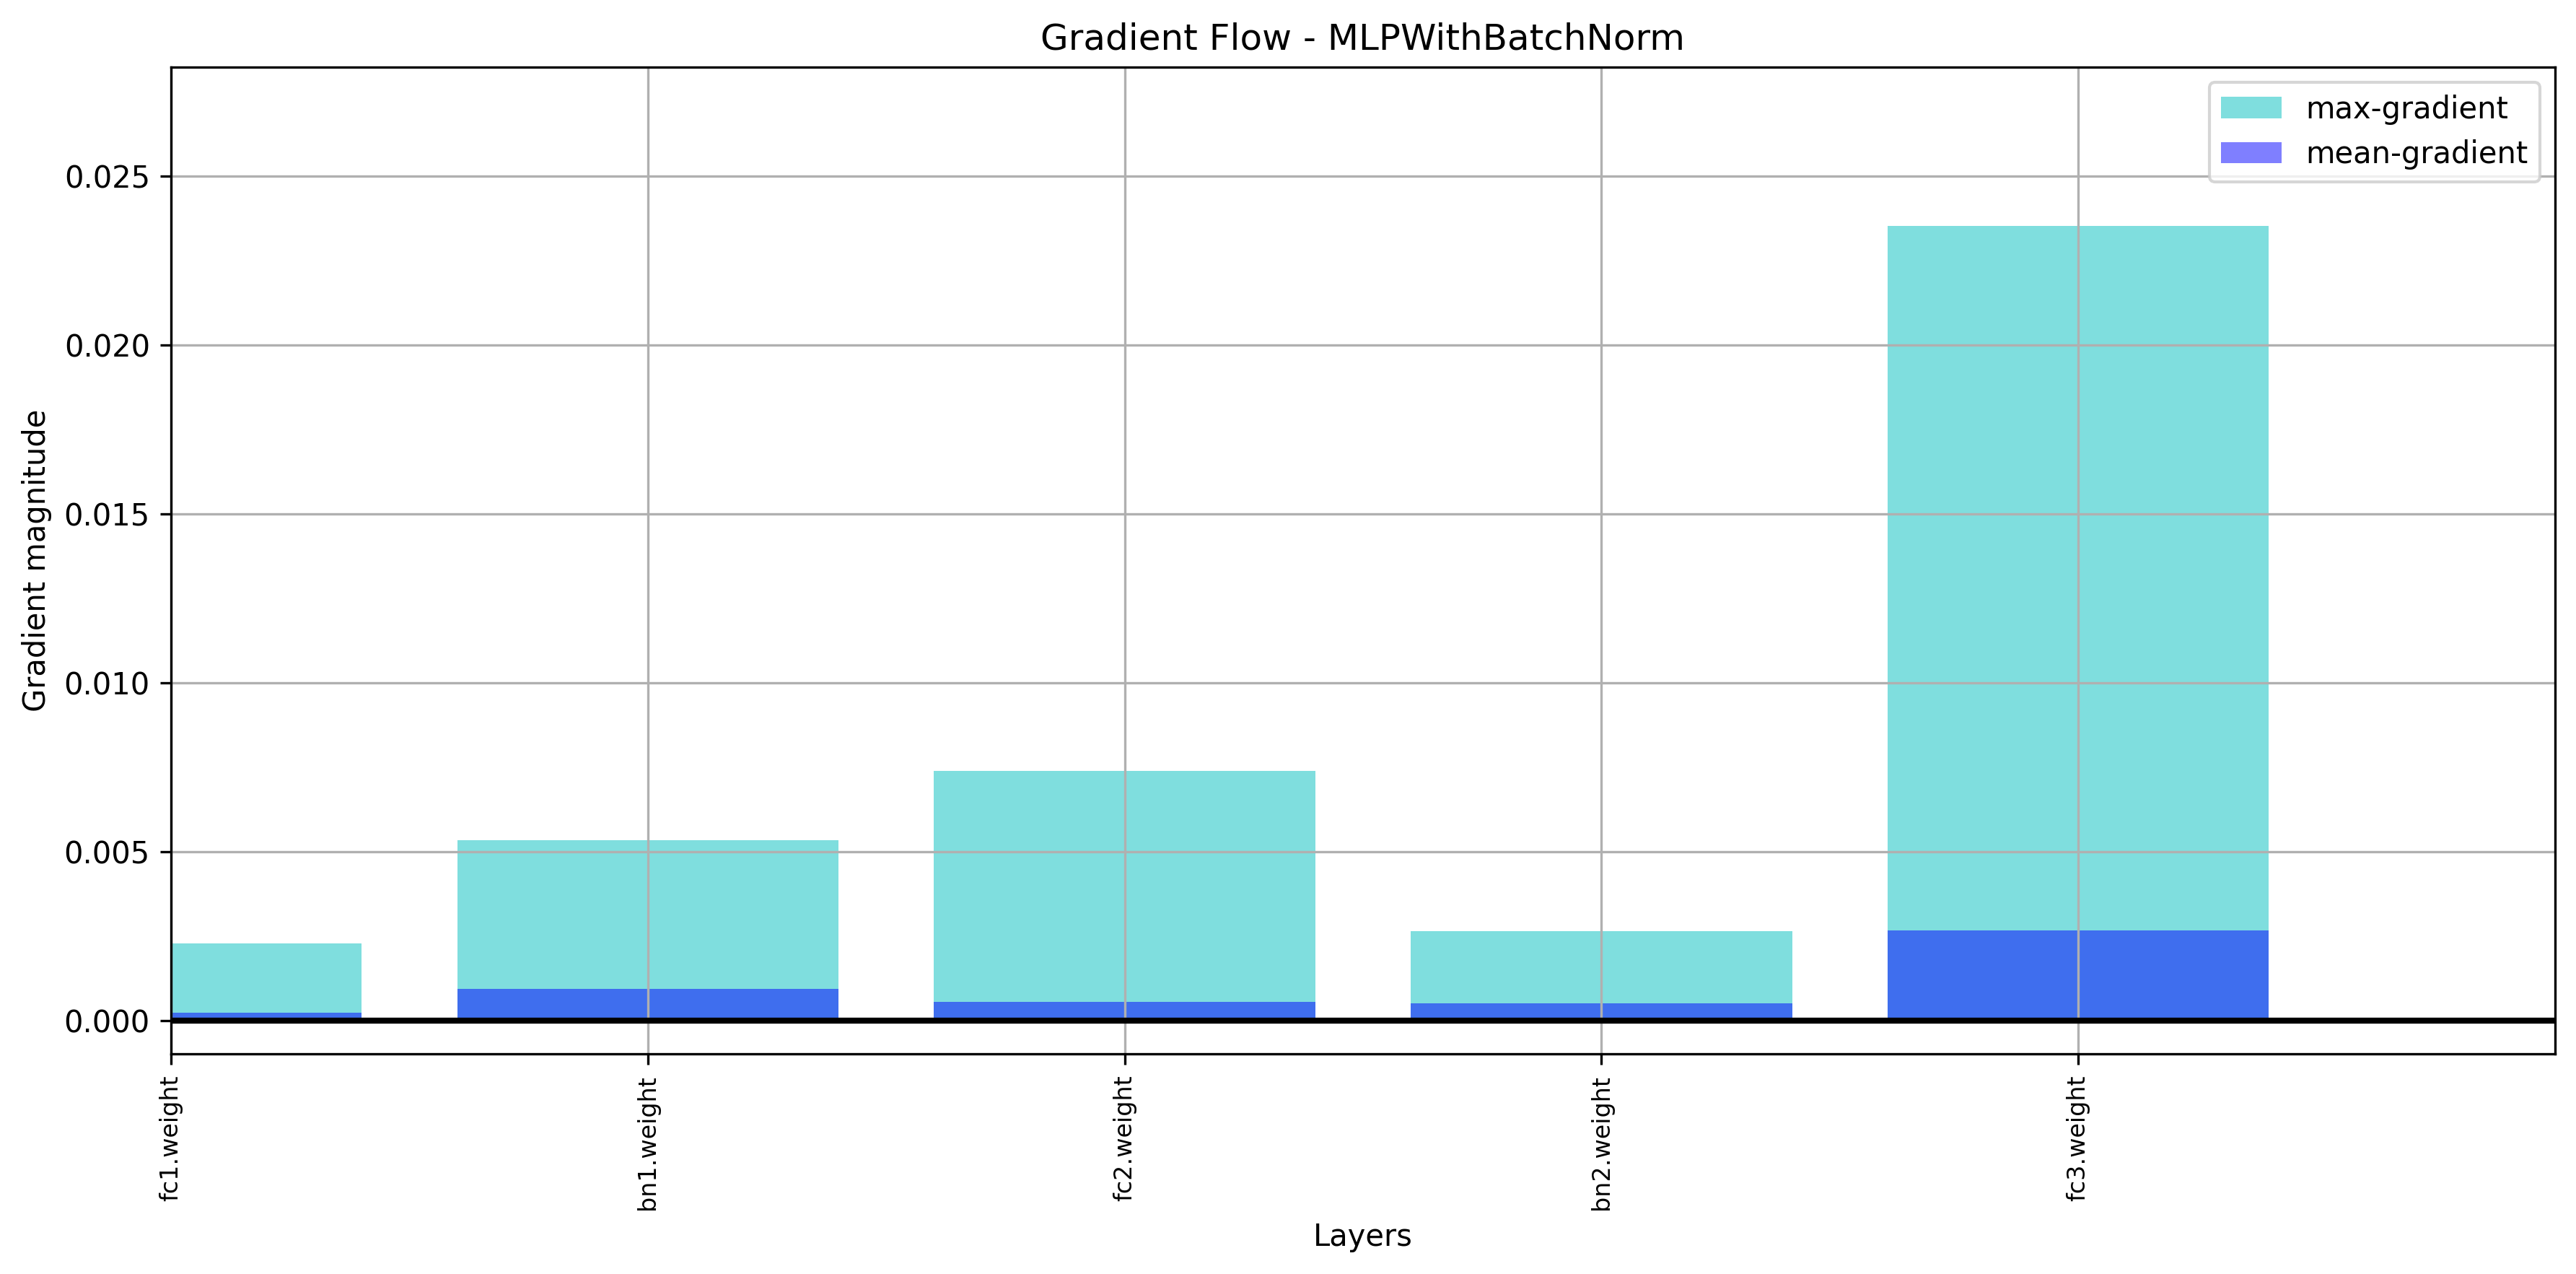 Gradient Flow - MLPWithBatchNorm
max-gradient
mean-gradient
Gradient magnitude
0.025
0.020
0.015
0.010
0.005
0.000
fc1.weight
bn1.weight
fc2.weight
bn2.weight
fc3.weight
Layers